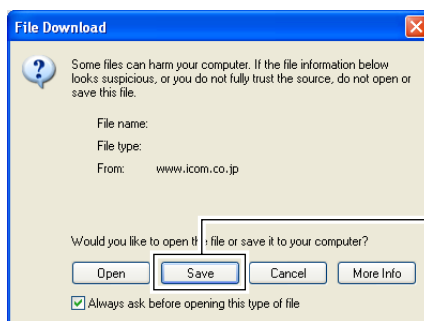 File Download
Some files can harm your computer. If the file information below
looks suspicious, or you do not fully trust the source, do not open or
save this file.
File name:
File type:
From: www.icom.co.jp
Would you like to open the file or save it to your computer?
Open Save Cancel More Info
Always ask before opening this type of file